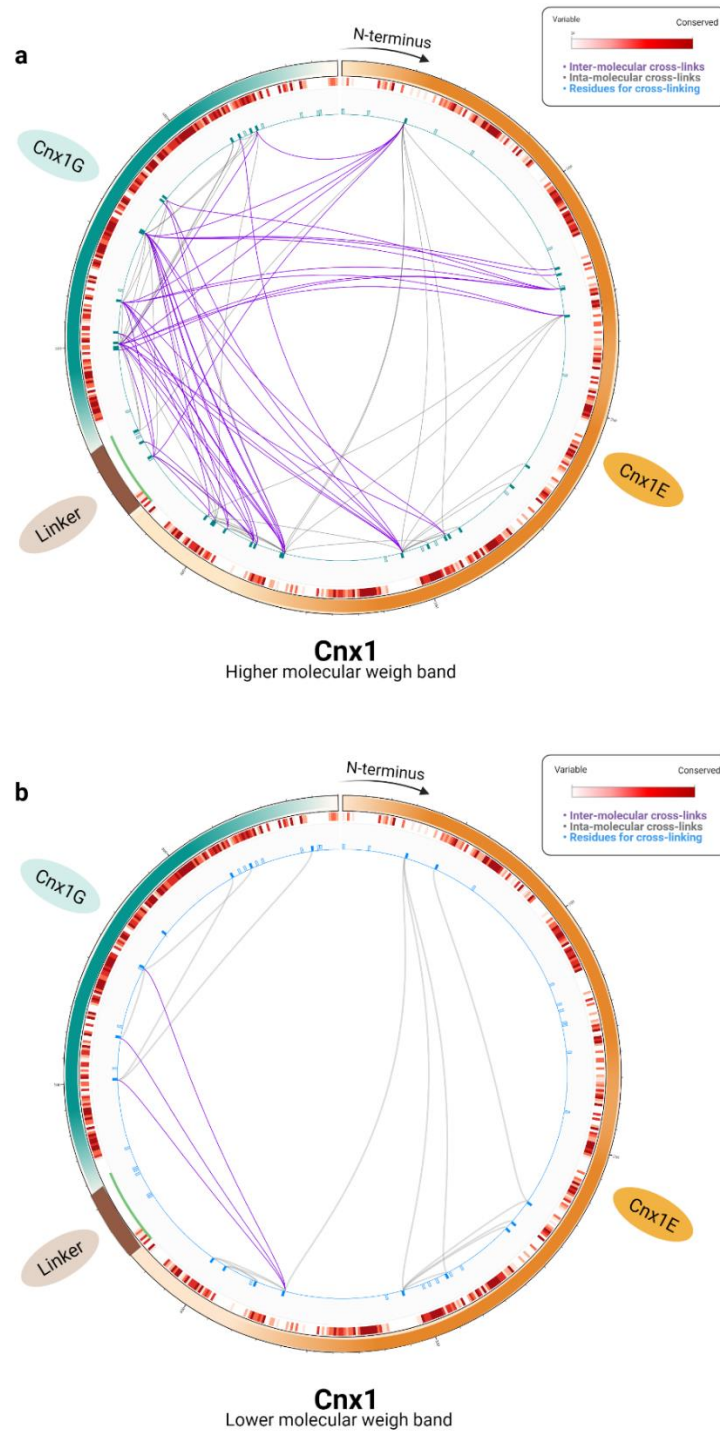 a
N-terminus
Variable
Conserved
• Inter-molecular cross-links
• Inta-molecular cross-links
• Residues for cross-linking
Cnx1G
Cnx1E
Linker
Cnx1
Higher molecular weigh band
b
N-terminus
Variable
Conserved
• Inter-molecular cross-links
• Inta-molecular cross-links
• Residues for cross-linking
Cnx1G
Cnx1E
Linker
Cnx1
Lower molecular weigh band